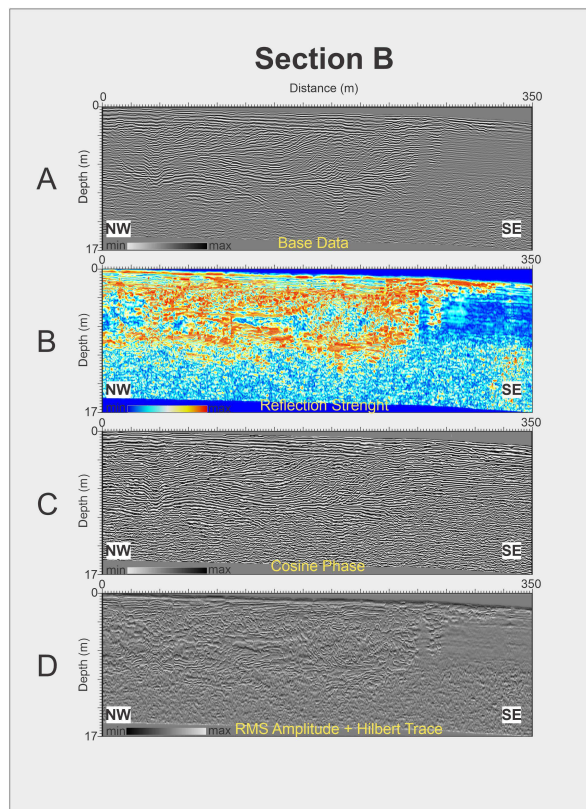 Section B
Distance (m)
0 350
A
Depth (m)
NW SE
17 min max Base Data
0 350
B
Depth (m)
NW SE
17 min max Reflection Strenght
0 350
C
Depth (m)
NW SE
17 min max Cosine Phase
0 350
D
Depth (m)
NW SE
17 min max RMS Amplitude + Hilbert Trace